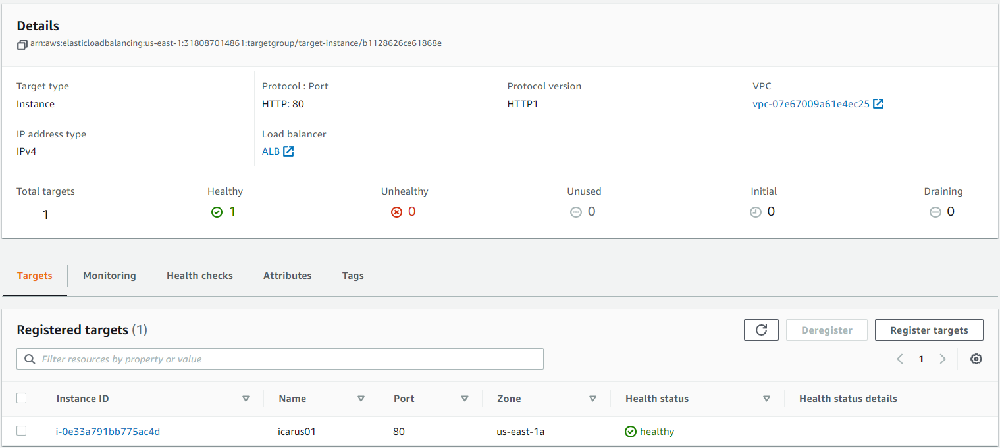 Details
arn:aws:elasticloadbalancing:us-east-1:318087014861:targetgroup/target-instance/b1128626ce61868e
Target type
Instance
Protocol : Port
HTTP: 80
Protocol version
HTTP1
VPC
vpc-07e67009a61e4ec25
IP address type
IPv4
Load balancer
ALB
Total targets
1
Healthy
1
Unhealthy
0
Unused
0
Initial
0
Draining
0
Targets Monitoring Health checks Attributes Tags
Registered targets (1)
Deregister Register targets
Filter resources by property or value
1
Instance ID Name Port Zone Health status Health status details
i-0e33a791bb775ac4d icarus01 80 us-east-1a healthy